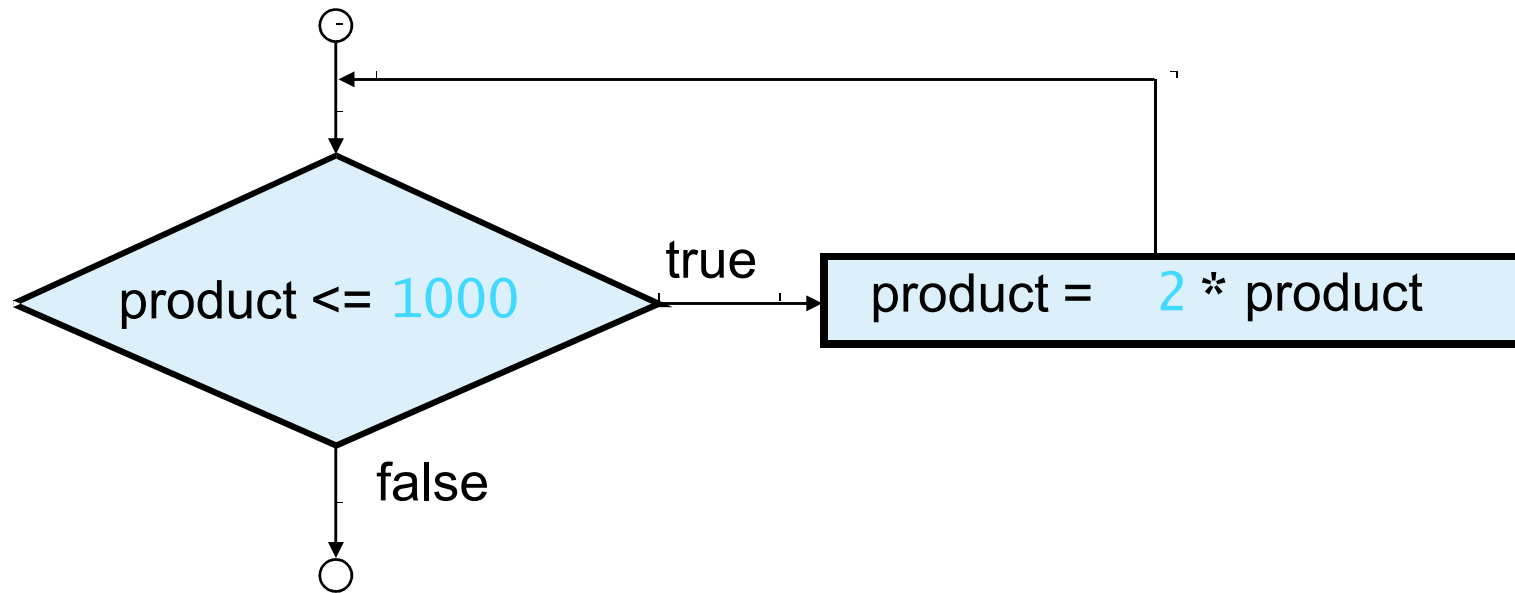 true
product <= 1000
product = 2 * product
false